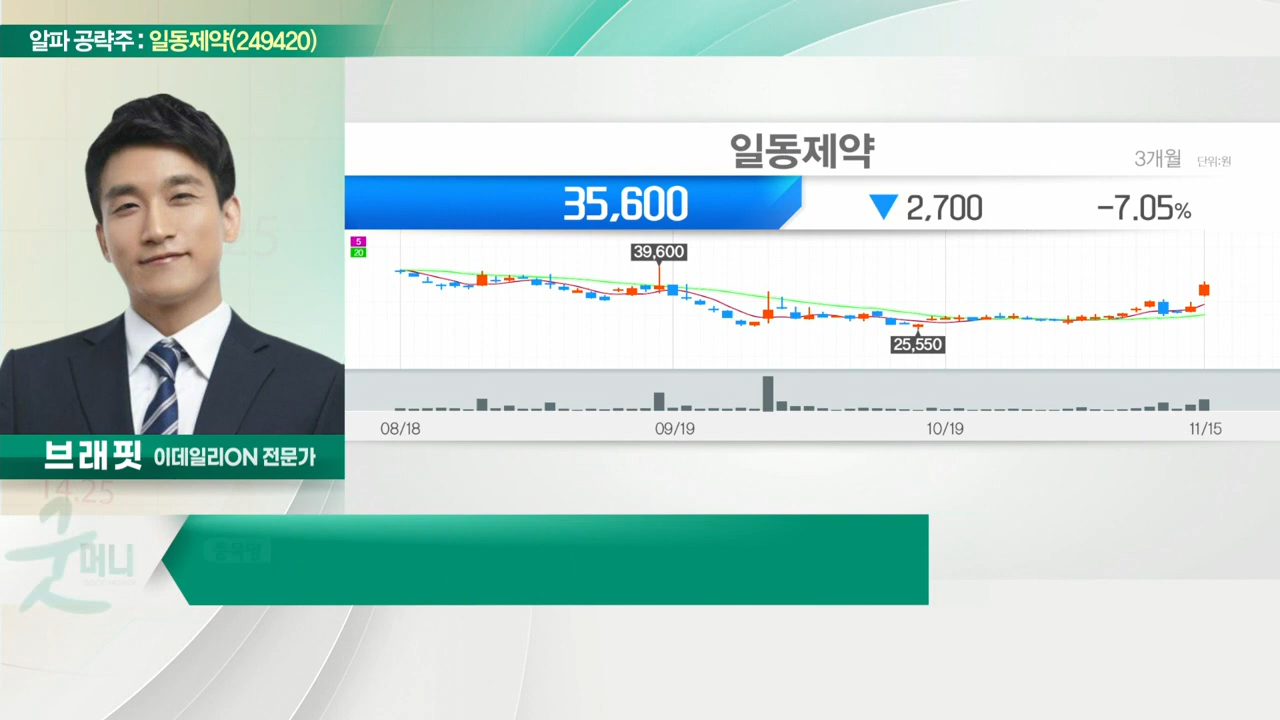 알파 공략주 : 일동제약(249420)
일동제약
3개월 단위:원
35,600 ▼ 2,700 -7.05%
5
20
39,600
25,550
08/18 09/19 10/19 11/15
브래핏 이데일리ON 전문가
14:25
굿머니
종목명